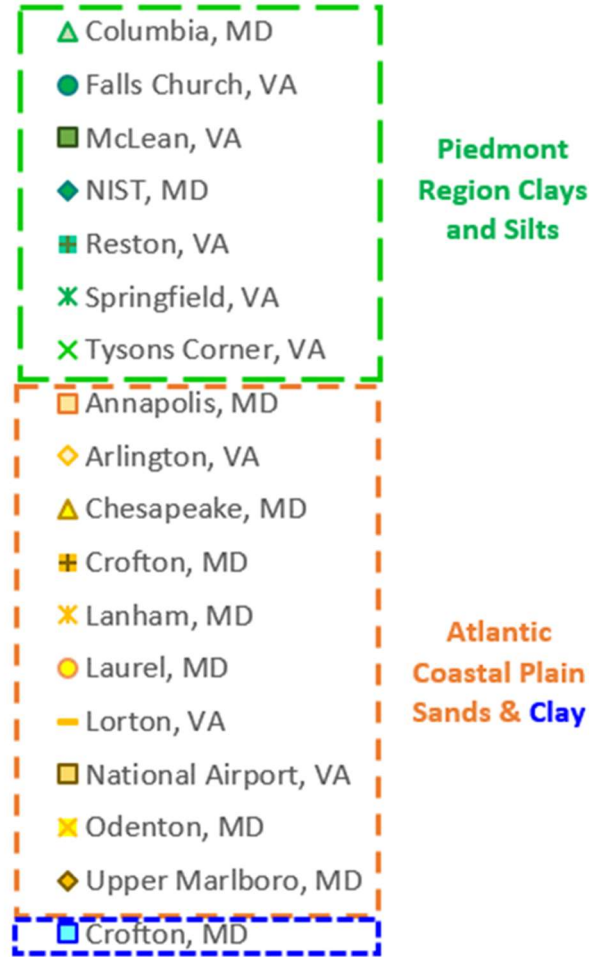 Columbia, MD
Falls Church, VA
McLean, VA
NIST, MD
Reston, VA
Springfield, VA
Tysons Corner, VA
Piedmont
Region Clays
and Silts
Annapolis, MD
Arlington, VA
Chesapeake, MD
Crofton, MD
Lanham, MD
Laurel, MD
Lorton, VA
National Airport, VA
Odenton, MD
Upper Marlboro, MD
Atlantic
Coastal Plain
Sands & Clay
Crofton, MD